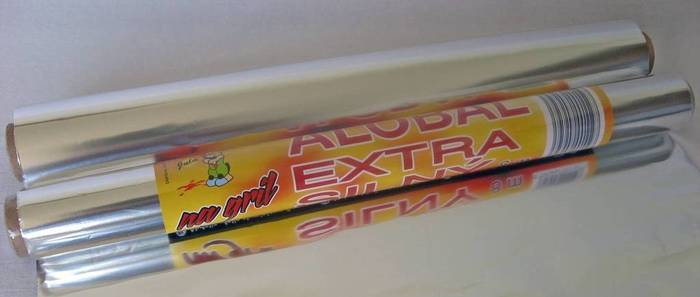 ALOBAL
EXTRA
SILNÝ
na gril